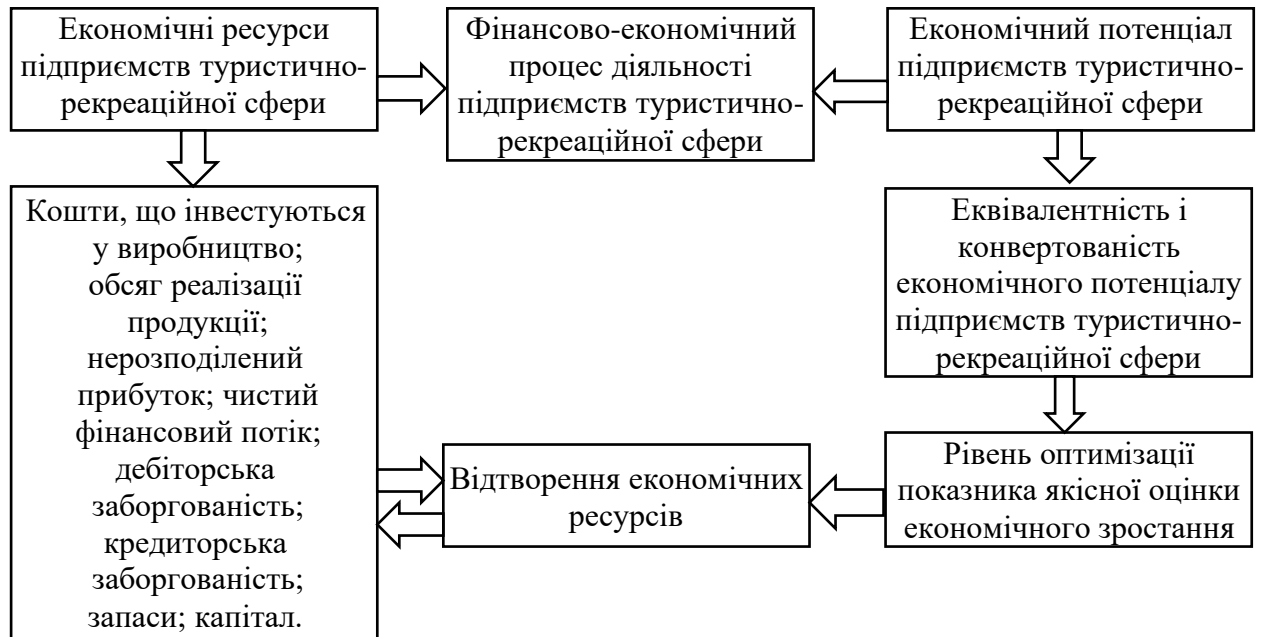 Економічні ресурси
підприємств туристично-
рекреаційної сфери
Фінансово-економічний
процес діяльності
підприємств туристично-
рекреаційної сфери
Економічний потенціал
підприємств туристично-
рекреаційної сфери
Кошти, що інвестуються
у виробництво;
обсяг реалізації
продукції;
нерозподілений
прибуток; чистий
фінансовий потік;
дебіторська
заборгованість;
кредиторська
заборгованість;
запаси; капітал.
Еквівалентність і
конвертованість
економічного потенціалу
підприємств туристично-
рекреаційної сфери
Відтворення економічних
ресурсів
Рівень оптимізації
показника якісної оцінки
економічного зростання